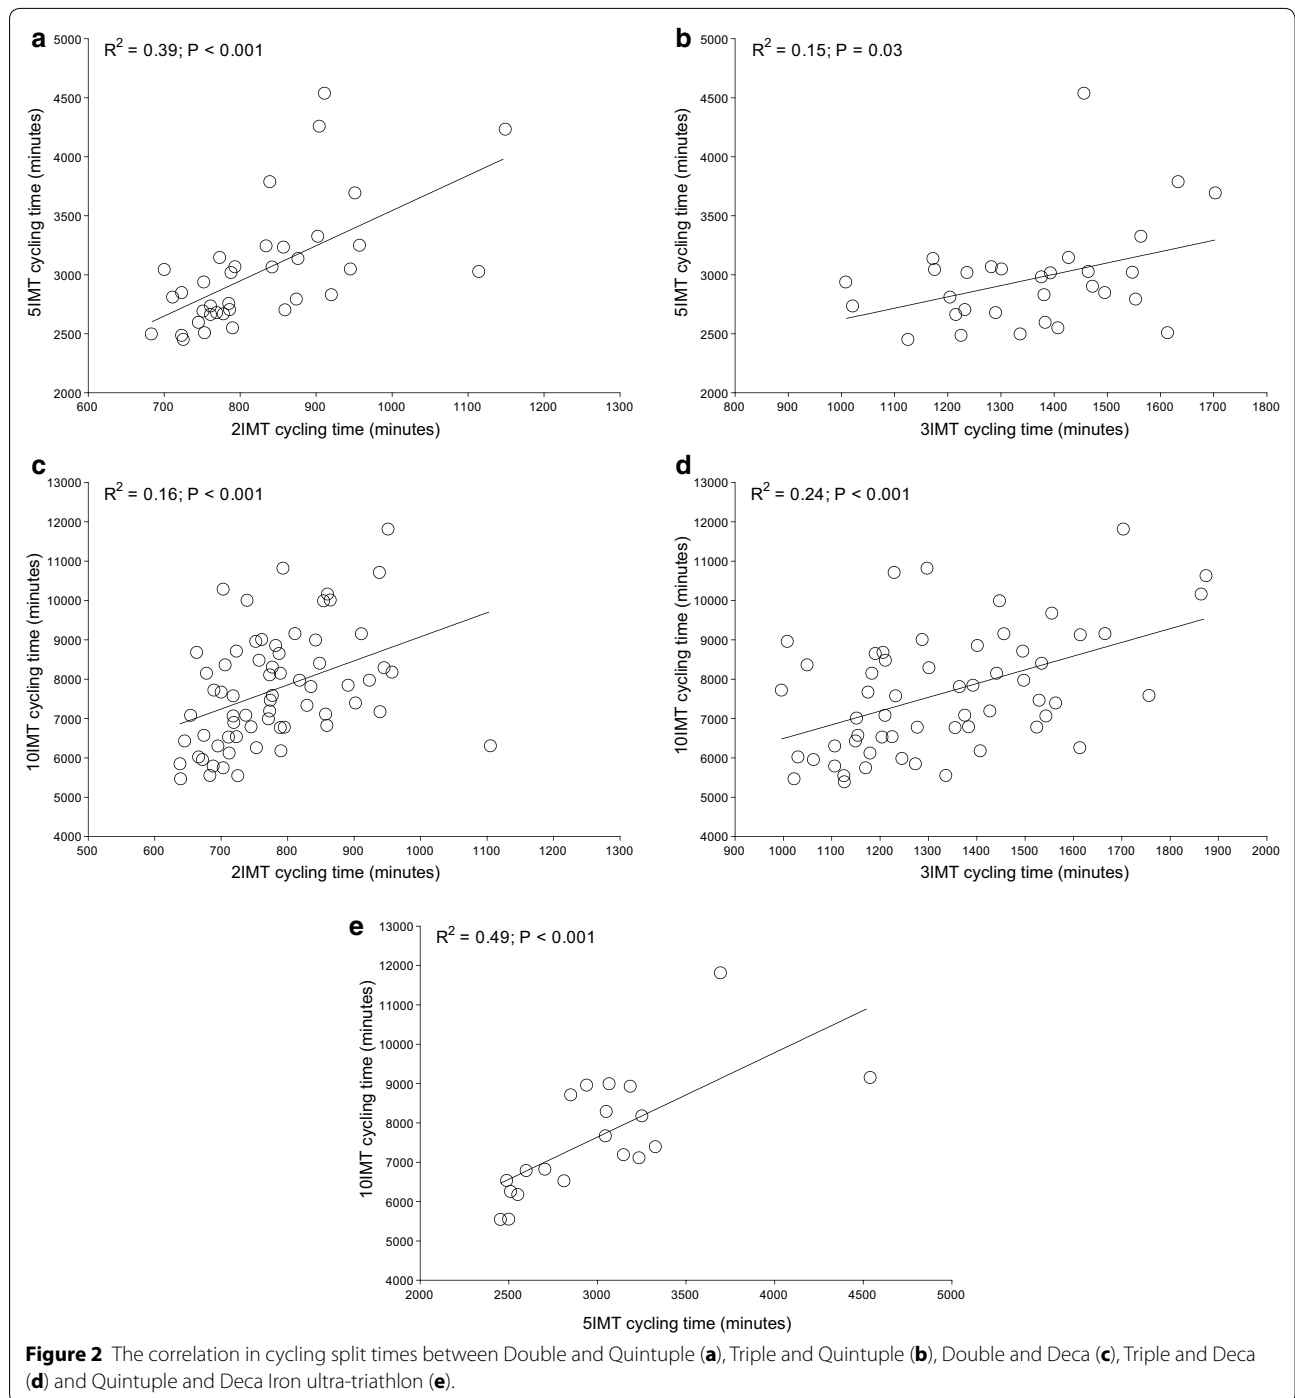 a
R² = 0.39; P < 0.001
5000
4500
4000
3500
3000
2500
2000
5IMT cycling time (minutes)
600 700 800 900 1000 1100 1200 1300
2IMT cycling time (minutes)
b
R² = 0.15; P = 0.03
5000
4500
4000
3500
3000
2500
2000
5IMT cycling time (minutes)
800 900 1000 1100 1200 1300 1400 1500 1600 1700 1800
3IMT cycling time (minutes)
c
R² = 0.16; P < 0.001
13000
12000
11000
10000
9000
8000
7000
6000
5000
4000
10IMT cycling time (minutes)
500 600 700 800 900 1000 1100 1200 1300
2IMT cycling time (minutes)
d
R² = 0.24; P < 0.001
13000
12000
11000
10000
9000
8000
7000
6000
5000
4000
10IMT cycling time (minutes)
900 1000 1100 1200 1300 1400 1500 1600 1700 1800 1900 2000
3IMT cycling time (minutes)
e
R² = 0.49; P < 0.001
13000
12000
11000
10000
9000
8000
7000
6000
5000
4000
10IMT cycling time (minutes)
2000 2500 3000 3500 4000 4500 5000
5IMT cycling time (minutes)
Figure 2 The correlation in cycling split times between Double and Quintuple (a), Triple and Quintuple (b), Double and Deca (c), Triple and Deca
(d) and Quintuple and Deca Iron ultra-triathlon (e).